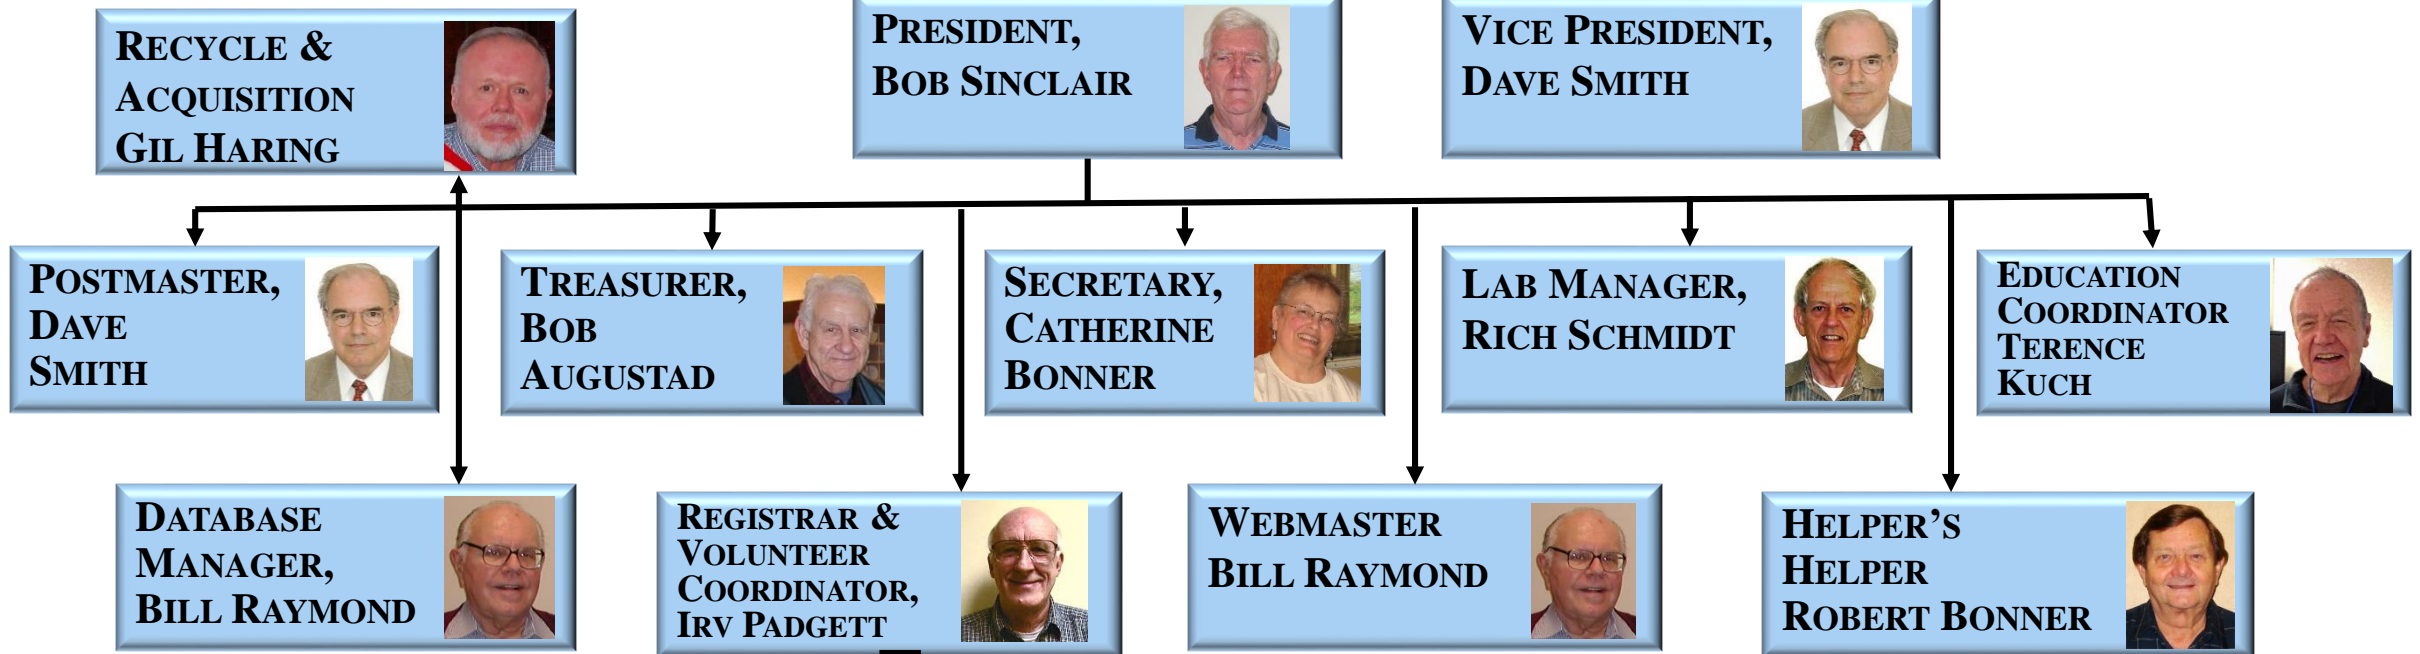 RECYCLE &
ACQUISITION
GIL HARING
PRESIDENT,
BOB SINCLAIR
VICE PRESIDENT,
DAVE SMITH
POSTMASTER,
DAVE
SMITH
TREASURER,
BOB
AUGUSTAD
SECRETARY,
CATHERINE
BONNER
LAB MANAGER,
RICH SCHMIDT
EDUCATION
COORDINATOR
TERENCE
KUCH
DATABASE
MANAGER,
BILL RAYMOND
REGISTRAR &
VOLUNTEER
COORDINATOR,
IRV PADGETT
WEBMASTER
BILL RAYMOND
HELPER’S
HELPER
ROBERT BONNER